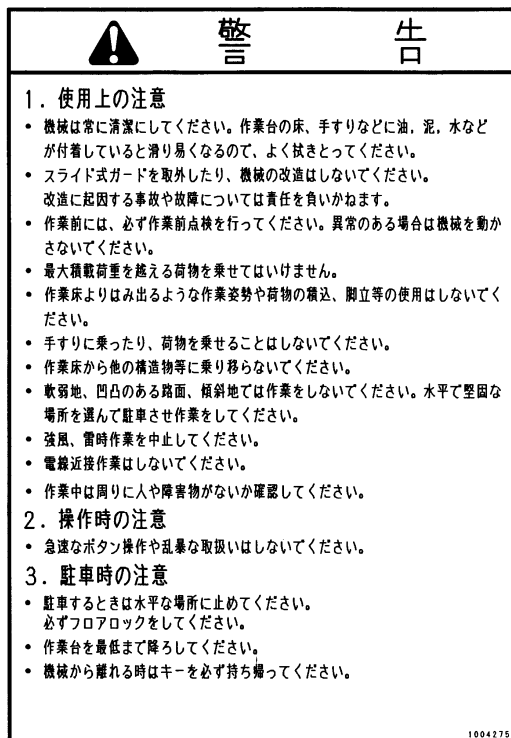 警告
1. 使用上の注意
• 機械は常に清潔にしてください。作業台の床、手すりなどに油，泥，水など
が付着していると滑り易くなるので、よく拭きとってください。
• スライド式ガードを取外したり、機械の改造はしないでください。
改造に起因する事故や故障については責任を負いかねます。
• 作業前には、必ず作業前点検を行ってください。異常のある場合は機械を動か
さないでください。
• 最大積載荷重を越える荷物を乗せてはいけません。
• 作業床よりはみ出るような作業姿勢や荷物の積込、脚立等の使用はしないでく
ださい。
• 手すりに乗ったり、荷物を乗せることはしないでください。
• 作業床から他の構造物等に乗り移らないでください。
• 軟弱地、凹凸のある路面、傾斜地では作業をしないでください。水平で堅固な
場所を選んで駐車させ作業をしてください。
• 強風、雷時作業を中止してください。
• 電線近接作業はしないでください。
• 作業中は周りに人や障害物がないか確認してください。
2. 操作時の注意
• 急速なボタン操作や乱暴な取扱いはしないでください。
3. 駐車時の注意
• 駐車するときは水平な場所に止めてください。
必ずフロアロックをしてください。
• 作業台を最低まで降ろしてください。
• 機械から離れる時はキーを必ず持ち帰ってください。
1004275